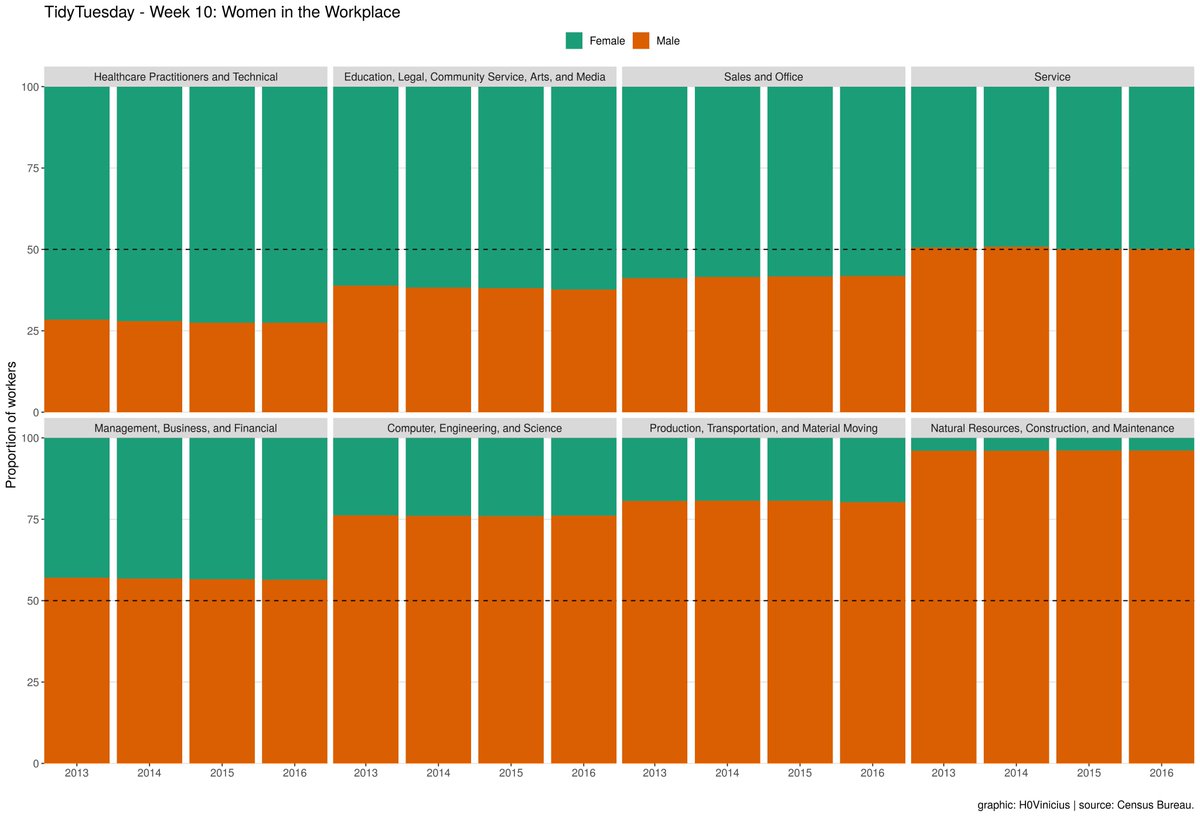 TidyTuesday - Week 10: Women in the Workplace
Female Male
Healthcare Practitioners and Technical
Education, Legal, Community Service, Arts, and Media
Sales and Office
Service
100
75
50
25
0
Proportion of workers
Management, Business, and Financial
Computer, Engineering, and Science
Production, Transportation, and Material Moving
Natural Resources, Construction, and Maintenance
100
75
50
25
0
2013 2014 2015 2016 2013 2014 2015 2016 2013 2014 2015 2016 2013 2014 2015 2016
graphic: H0Vinicius | source: Census Bureau.